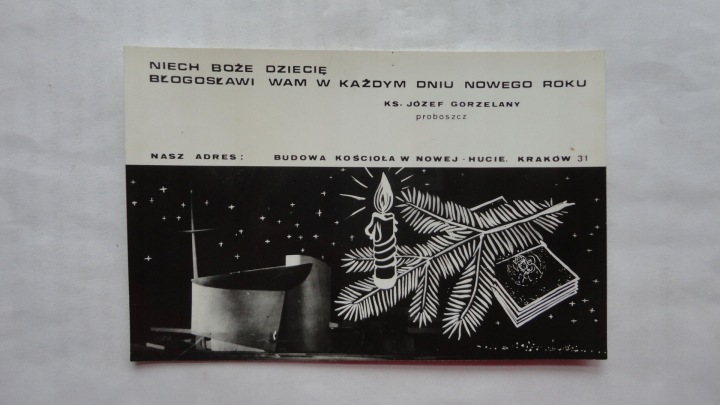 NIECH BOŻE DZIECIĘ
BŁOGOSŁAWI WAM W KAŻDYM DNIU NOWEGO ROKU
KS. JÓZEF GORZELANY
proboszcz
NASZ ADRES: BUDOWA KOŚCIOŁA W NOWEJ-HUCIE. KRAKÓW 31